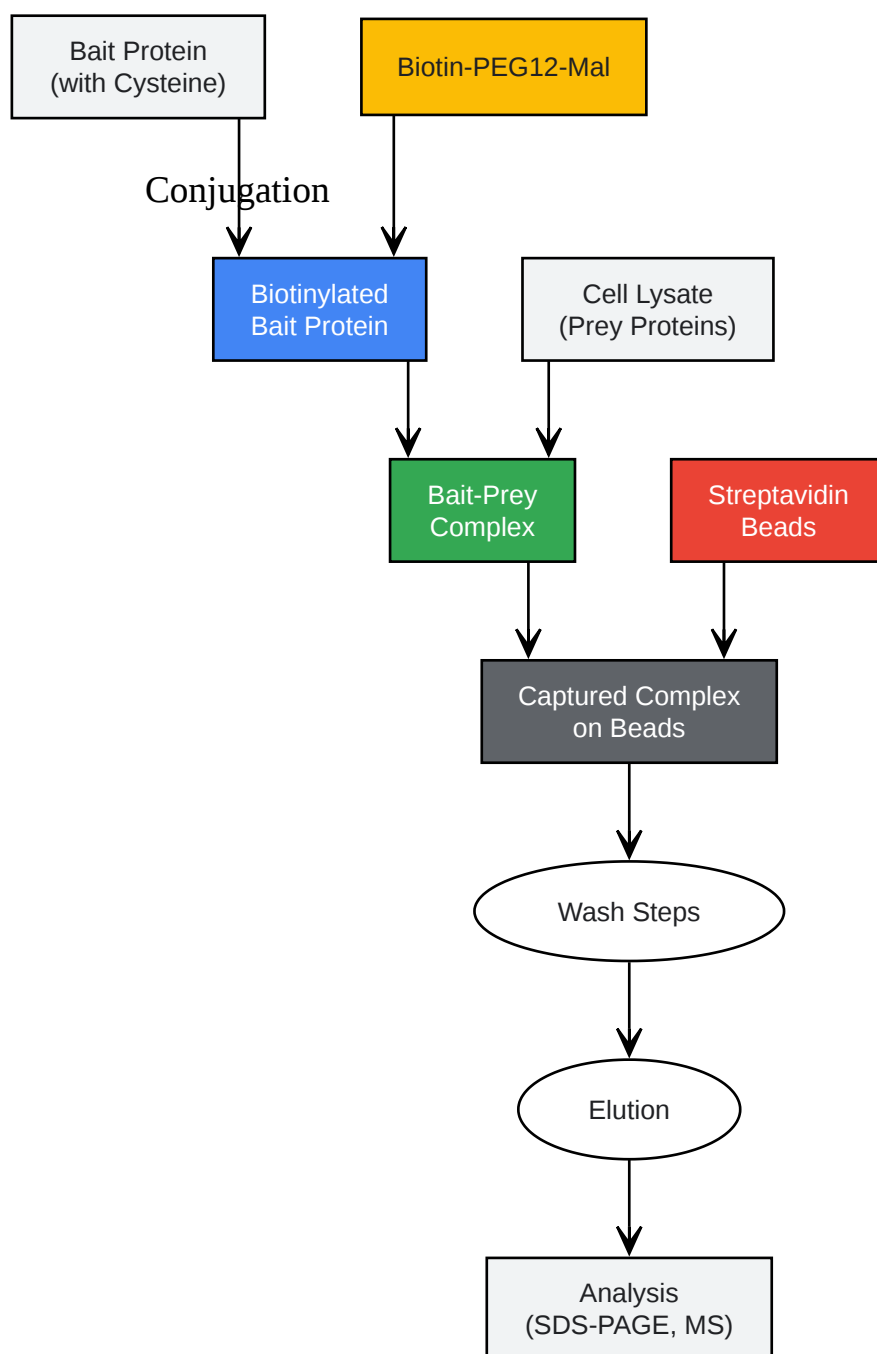 Bait Protein
(with Cysteine)
Biotin-PEG12-Mal
Conjugation
Biotinylated
Bait Protein
Cell Lysate
(Prey Proteins)
Bait-Prey
Complex
Streptavidin
Beads
Captured Complex
on Beads
Wash Steps
Elution
Analysis
(SDS-PAGE, MS)